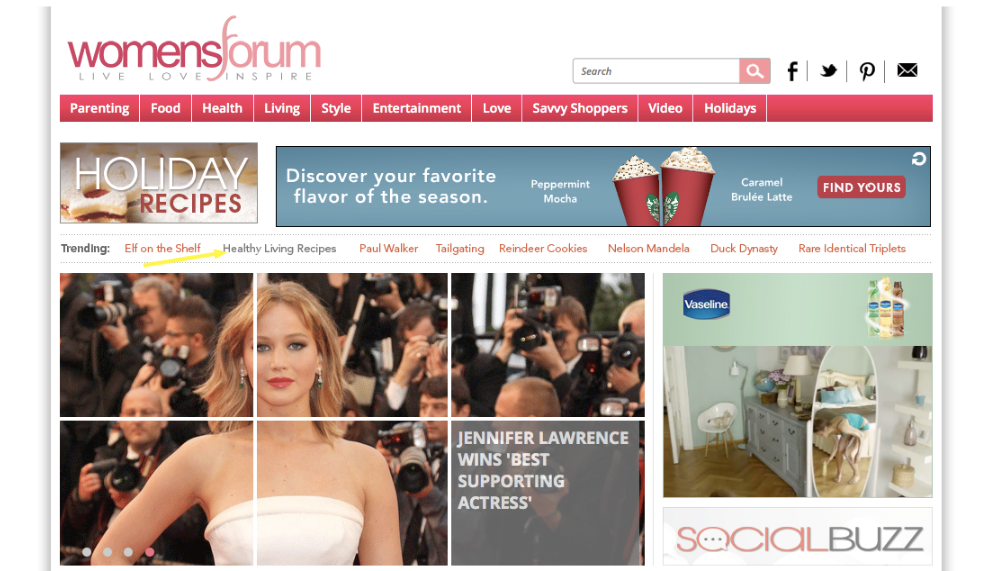 womensforum
LIVE LOVE INSPIRE
Search
Parenting Food Health Living Style Entertainment Love Savvy Shoppers Video Holidays
HOLIDAY
RECIPES
Discover your favorite
flavor of the season.
Peppermint
Mocha
Caramel
Brulée Latte
FIND YOURS
Trending: Elf on the Shelf Healthy Living Recipes Paul Walker Tailgating Reindeer Cookies Nelson Mandela Duck Dynasty Rare Identical Triplets
Vaseline
JENNIFER LAWRENCE
WINS 'BEST
SUPPORTING
ACTRESS'
SOCIALBUZZ